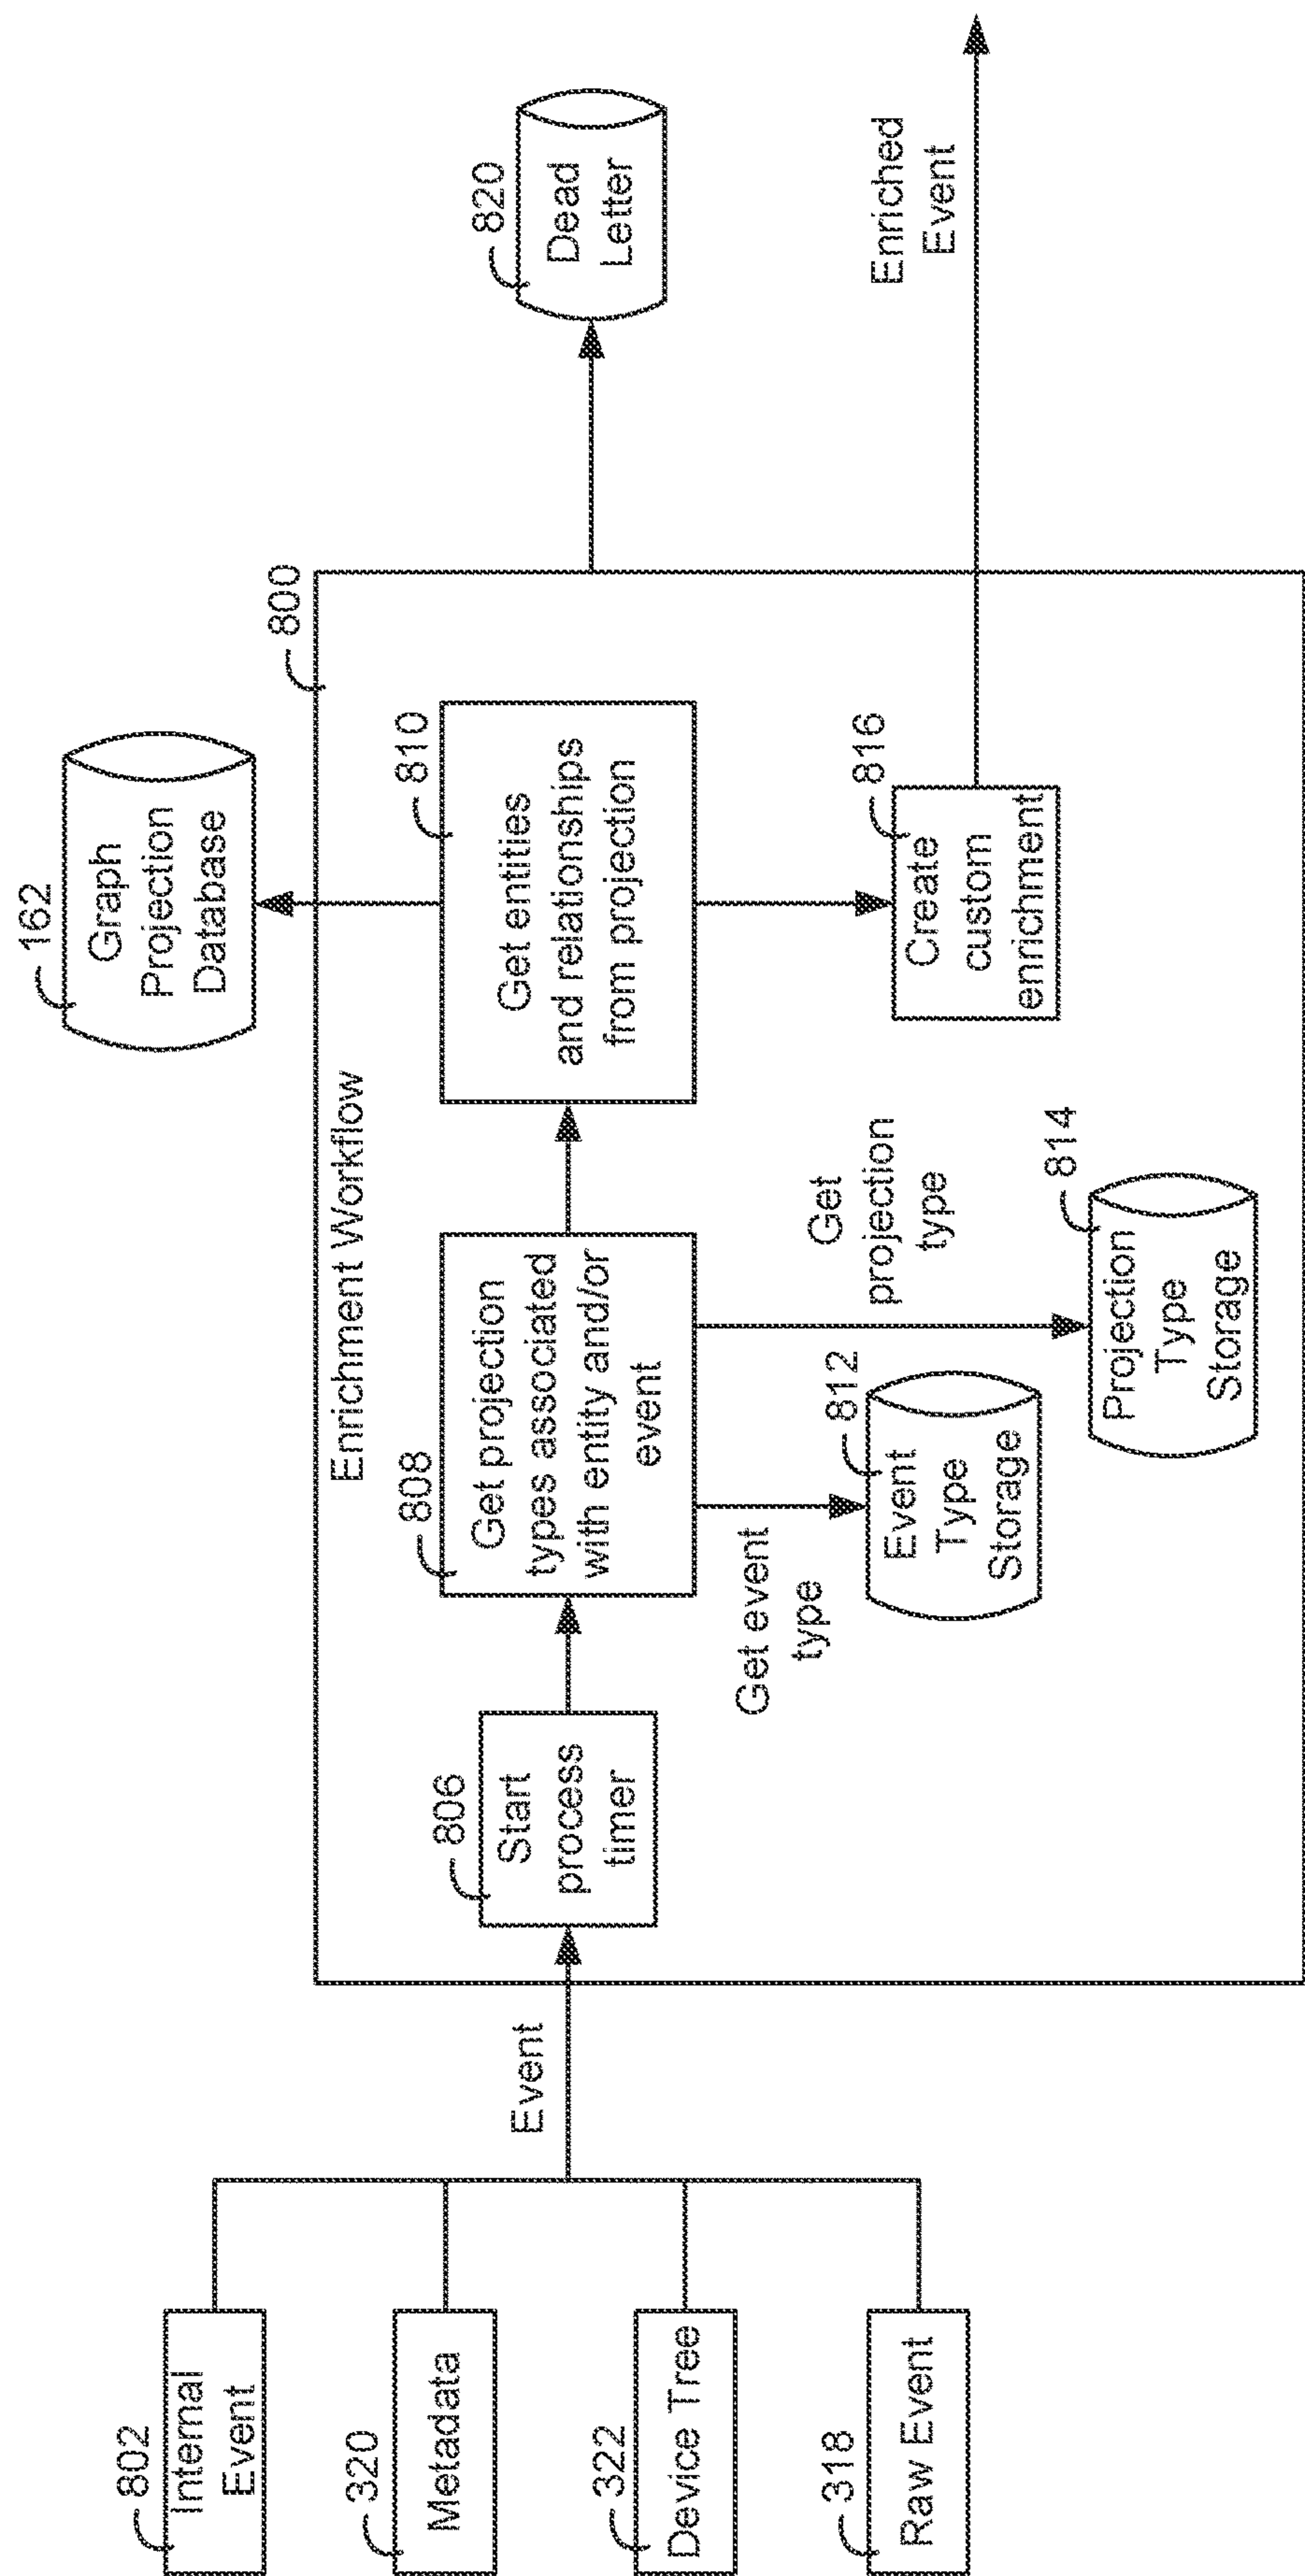 802
Internal
Event
320
Metadata
322
Device Tree
318
Raw Event
Event
800
Enrichment Workflow
806
Start
process
timer
808
Get projection
types associated
with entity and/or
event
810
Get entities
and relationships
from projection
162
Graph
Projection
Database
Get event
type
812
Event
Type
Storage
Get
projection
type
814
Projection
Type
Storage
816
Create
custom
enrichment
820
Dead
Letter
Enriched
Event